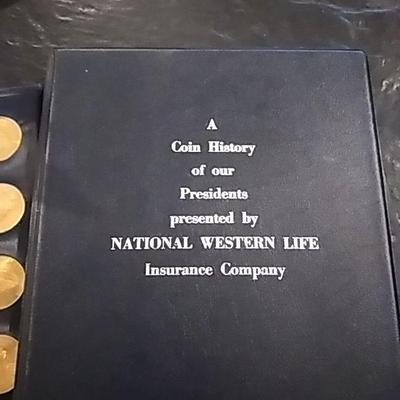 A
Coin History
of our
Presidents
presented by
NATIONAL WESTERN LIFE
Insurance Company